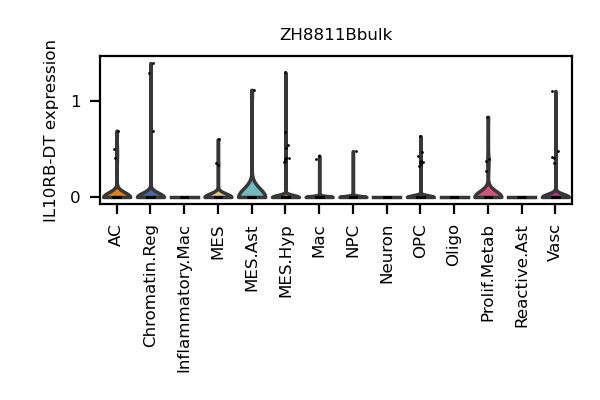 ZH8811Bbulk
IL10RB-DT expression
1
0
AC
Chromatin.Reg
Inflammatory.Mac
MES
MES.Ast
MES.Hyp
Mac
NPC
Neuron
OPC
Oligo
Prolif.Metab
Reactive.Ast
Vasc